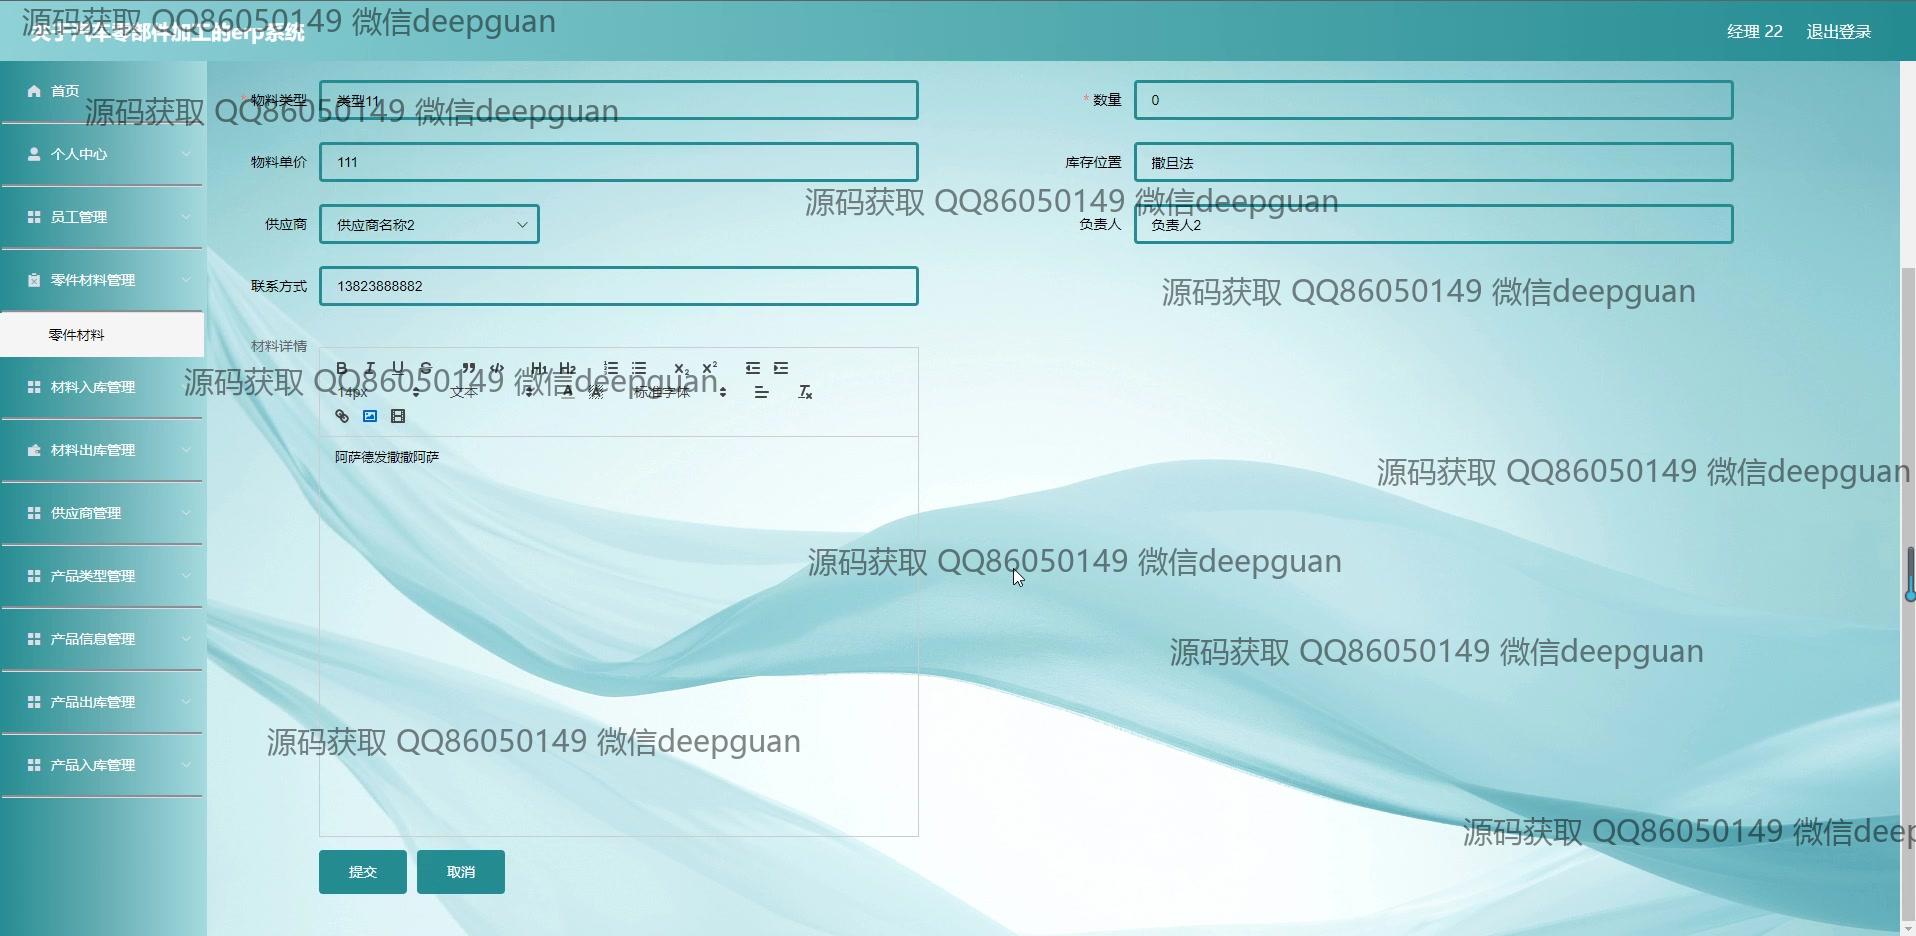 源码获取 QQ86050149 微信deepguan
关于汽车零部件加工的erp系统
经理 22
退出登录
首页
个人中心
员工管理
零件材料管理
零件材料
材料入库管理
材料出库管理
供应商管理
产品类型管理
产品信息管理
产品出库管理
产品入库管理
* 物料类型 类型11
* 数量 0
源码获取 QQ86050149 微信deepguan
物料单价 111
库存位置 撒旦法
源码获取 QQ86050149 微信deepguan
供应商 供应商名称2
负责人 负责人2
联系方式 13823888882
源码获取 QQ86050149 微信deepguan
材料详情
B I U S ” </> H1 H2 X2 X2
源码获取 QQ86050149 微信deepguan
14px 文本 A A 标准字体 Tx
阿萨德发撒撒阿萨
源码获取 QQ86050149 微信deepguan
源码获取 QQ86050149 微信deepguan
源码获取 QQ86050149 微信deepguan
源码获取 QQ86050149 微信deepguan
源码获取 QQ86050149 微信deep
提交
取消